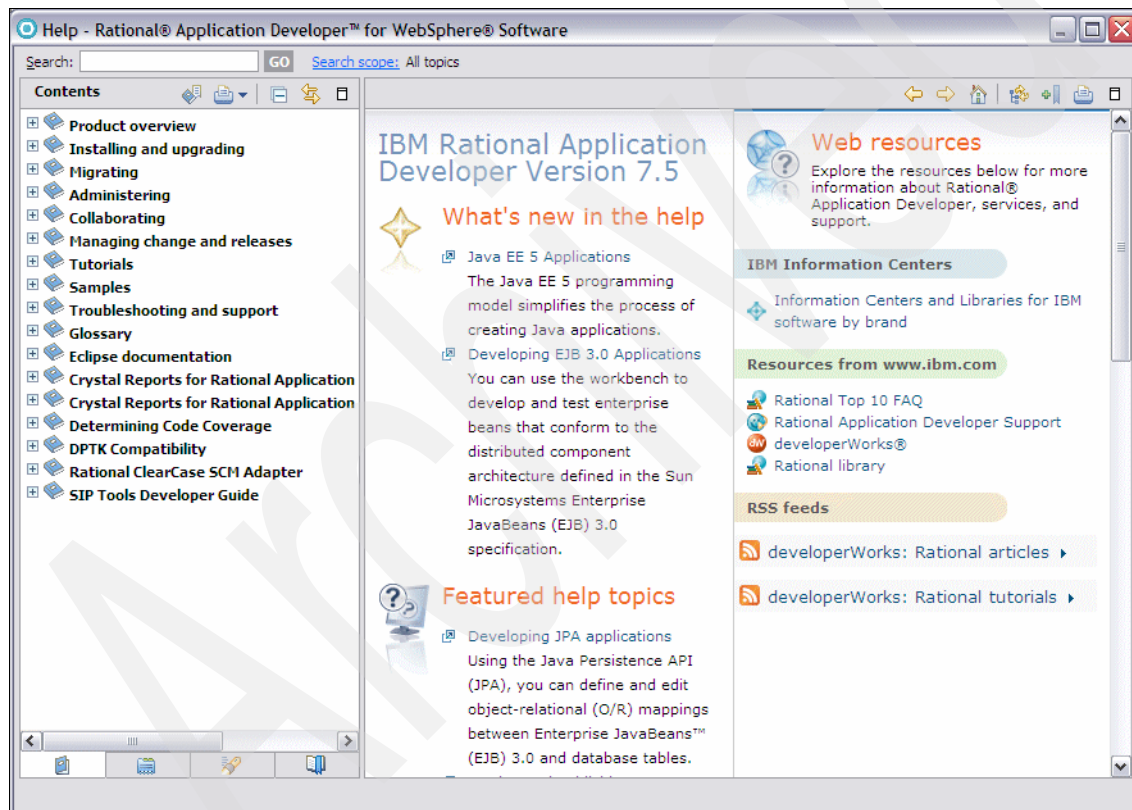 Help - Rational® Application Developer™ for WebSphere® Software
Search:
GO
Search scope: All topics
Contents
Product overview
Installing and upgrading
Migrating
Administering
Collaborating
Managing change and releases
Tutorials
Samples
Troubleshooting and support
Glossary
Eclipse documentation
Crystal Reports for Rational Application
Crystal Reports for Rational Application
Determining Code Coverage
DPTK Compatibility
Rational ClearCase SCM Adapter
SIP Tools Developer Guide
IBM Rational Application
Developer Version 7.5
What's new in the help
Java EE 5 Applications
The Java EE 5 programming
model simplifies the process of
creating Java applications.
Developing EJB 3.0 Applications
You can use the workbench to
develop and test enterprise
beans that conform to the
distributed component
architecture defined in the Sun
Microsystems Enterprise
JavaBeans (EJB) 3.0
specification.
Featured help topics
Developing JPA applications
Using the Java Persistence API
(JPA), you can define and edit
object-relational (O/R) mappings
between Enterprise JavaBeans™
(EJB) 3.0 and database tables.
Web resources
Explore the resources below for more
information about Rational®
Application Developer, services, and
support.
IBM Information Centers
Information Centers and Libraries for IBM
software by brand
Resources from www.ibm.com
Rational Top 10 FAQ
Rational Application Developer Support
dw developerWorks®
Rational library
RSS feeds
developerWorks: Rational articles
developerWorks: Rational tutorials